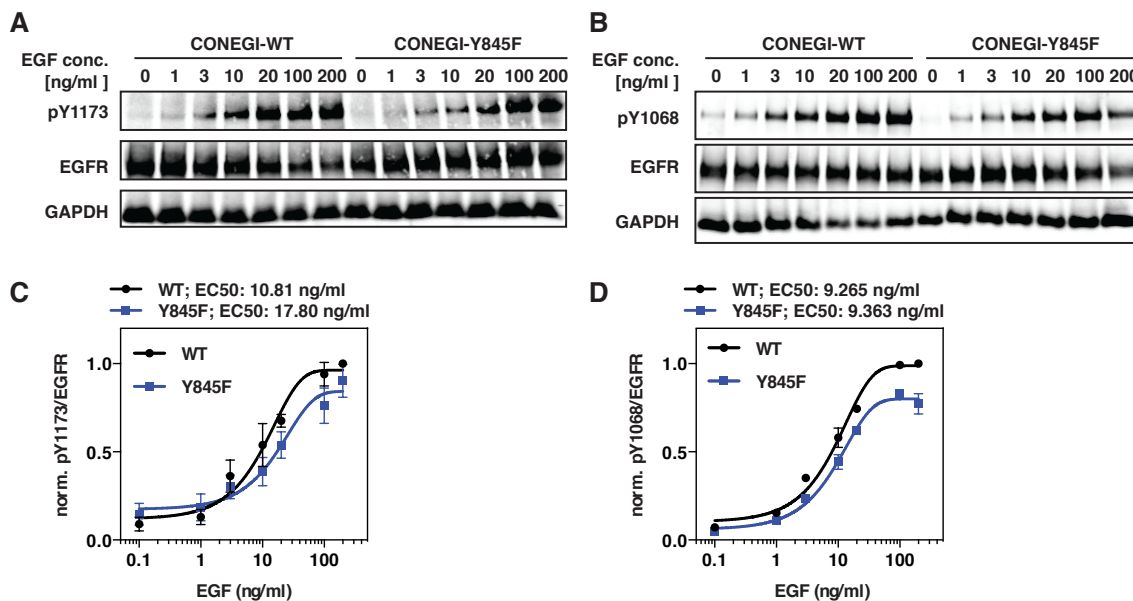 A
CONEGI-WT CONEGI-Y845F
EGF conc.
[ng/ml ] 0 1 3 10 20 100 200 0 1 3 10 20 100 200
pY1173
EGFR
GAPDH
B
CONEGI-WT CONEGI-Y845F
EGF conc.
[ng/ml ] 0 1 3 10 20 100 200 0 1 3 10 20 100 200
pY1068
EGFR
GAPDH
C
WT; EC50: 10.81 ng/ml
Y845F; EC50: 17.80 ng/ml
WT
Y845F
norm. pY1173/EGFR
1.0
0.5
0.0
0.1 1 10 100
EGF (ng/ml)
D
WT; EC50: 9.265 ng/ml
Y845F; EC50: 9.363 ng/ml
WT
Y845F
norm. pY1068/EGFR
1.0
0.5
0.0
0.1 1 10 100
EGF (ng/ml)